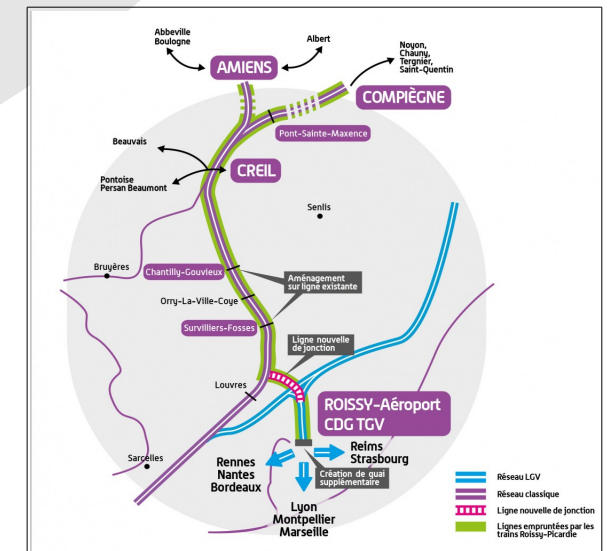 Abbeville
Boulogne
Albert
AMIENS
Noyon,
Chauny,
Tergnier,
Saint-Quentin
COMPIÈGNE
Pont-Sainte-Maxence
Beauvais
CREIL
Pontoise
Persan Beaumont
Senlis
Bruyères
Chantilly-Gouvieux
Aménagement
sur ligne existante
Orry-La-Ville-Coye
Survilliers-Fosses
Ligne nouvelle
de jonction
Louvres
ROISSY-Aéroport
CDG TGV
Sarcelles
Reims
Strasbourg
Rennes
Nantes
Bordeaux
Création de quai
supplémentaire
Lyon
Montpellier
Marseille
Réseau LGV
Réseau classique
Ligne nouvelle de jonction
Lignes empruntées par les
trains Roissy-Picardie